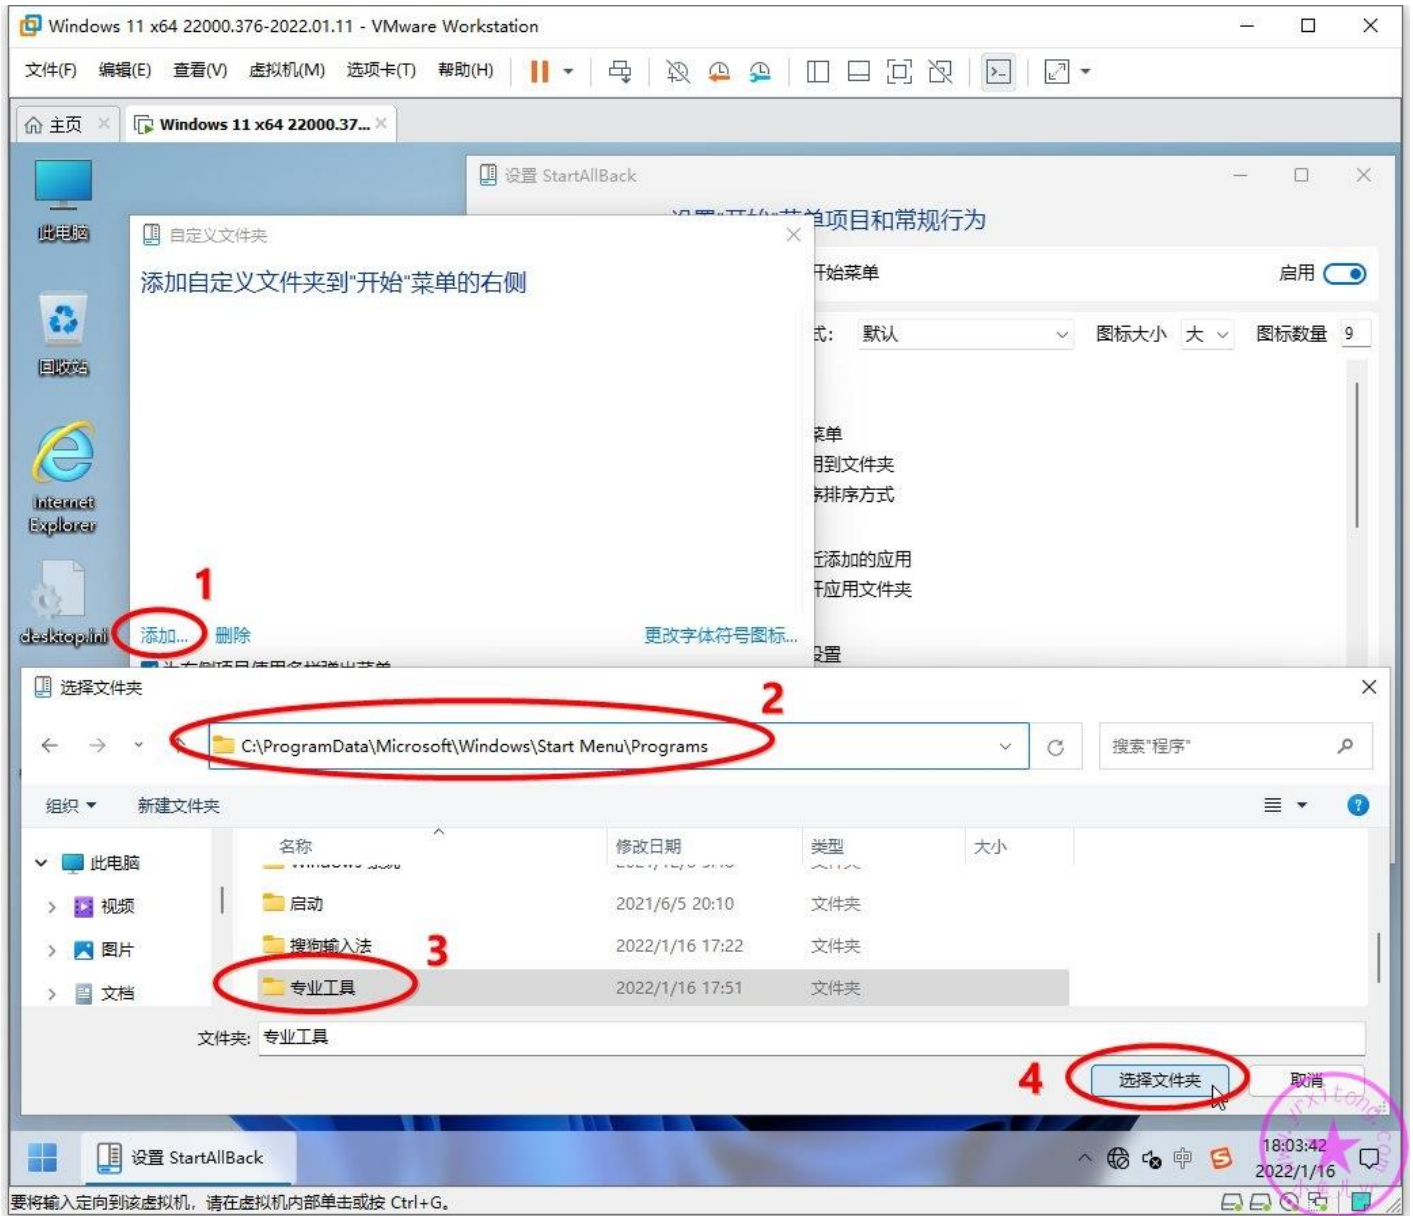 Windows 11 x64 22000.376-2022.01.11 - VMware Workstation
文件(F) 编辑(E) 查看(V) 虚拟机(M) 选项卡(T) 帮助(H)
主页 Windows 11 x64 22000.37...
此电脑
回收站
Internet
Explorer
desktop.ini
设置 StartAllBack
单项目和常规行为
开始菜单 启用
式: 默认 图标大小 大 图标数量 9
菜单
用到文件夹
序排序方式
近添加的应用
开应用文件夹
设置
自定义文件夹
添加自定义文件夹到"开始"菜单的右侧
1
添加... 删除 更改字体符号图标...
选择文件夹
2
C:\ProgramData\Microsoft\Windows\Start Menu\Programs 搜索"程序"
组织 新建文件夹
名称 修改日期 类型 大小
此电脑
视频
图片
文档
启动 2021/6/5 20:10 文件夹
搜狗输入法 2022/1/16 17:22 文件夹
3
专业工具 2022/1/16 17:51 文件夹
文件夹: 专业工具
4
选择文件夹 取消
设置 StartAllBack
中
18:03:42
2022/1/16
要将输入定向到该虚拟机，请在虚拟机内部单击或按 Ctrl+G。